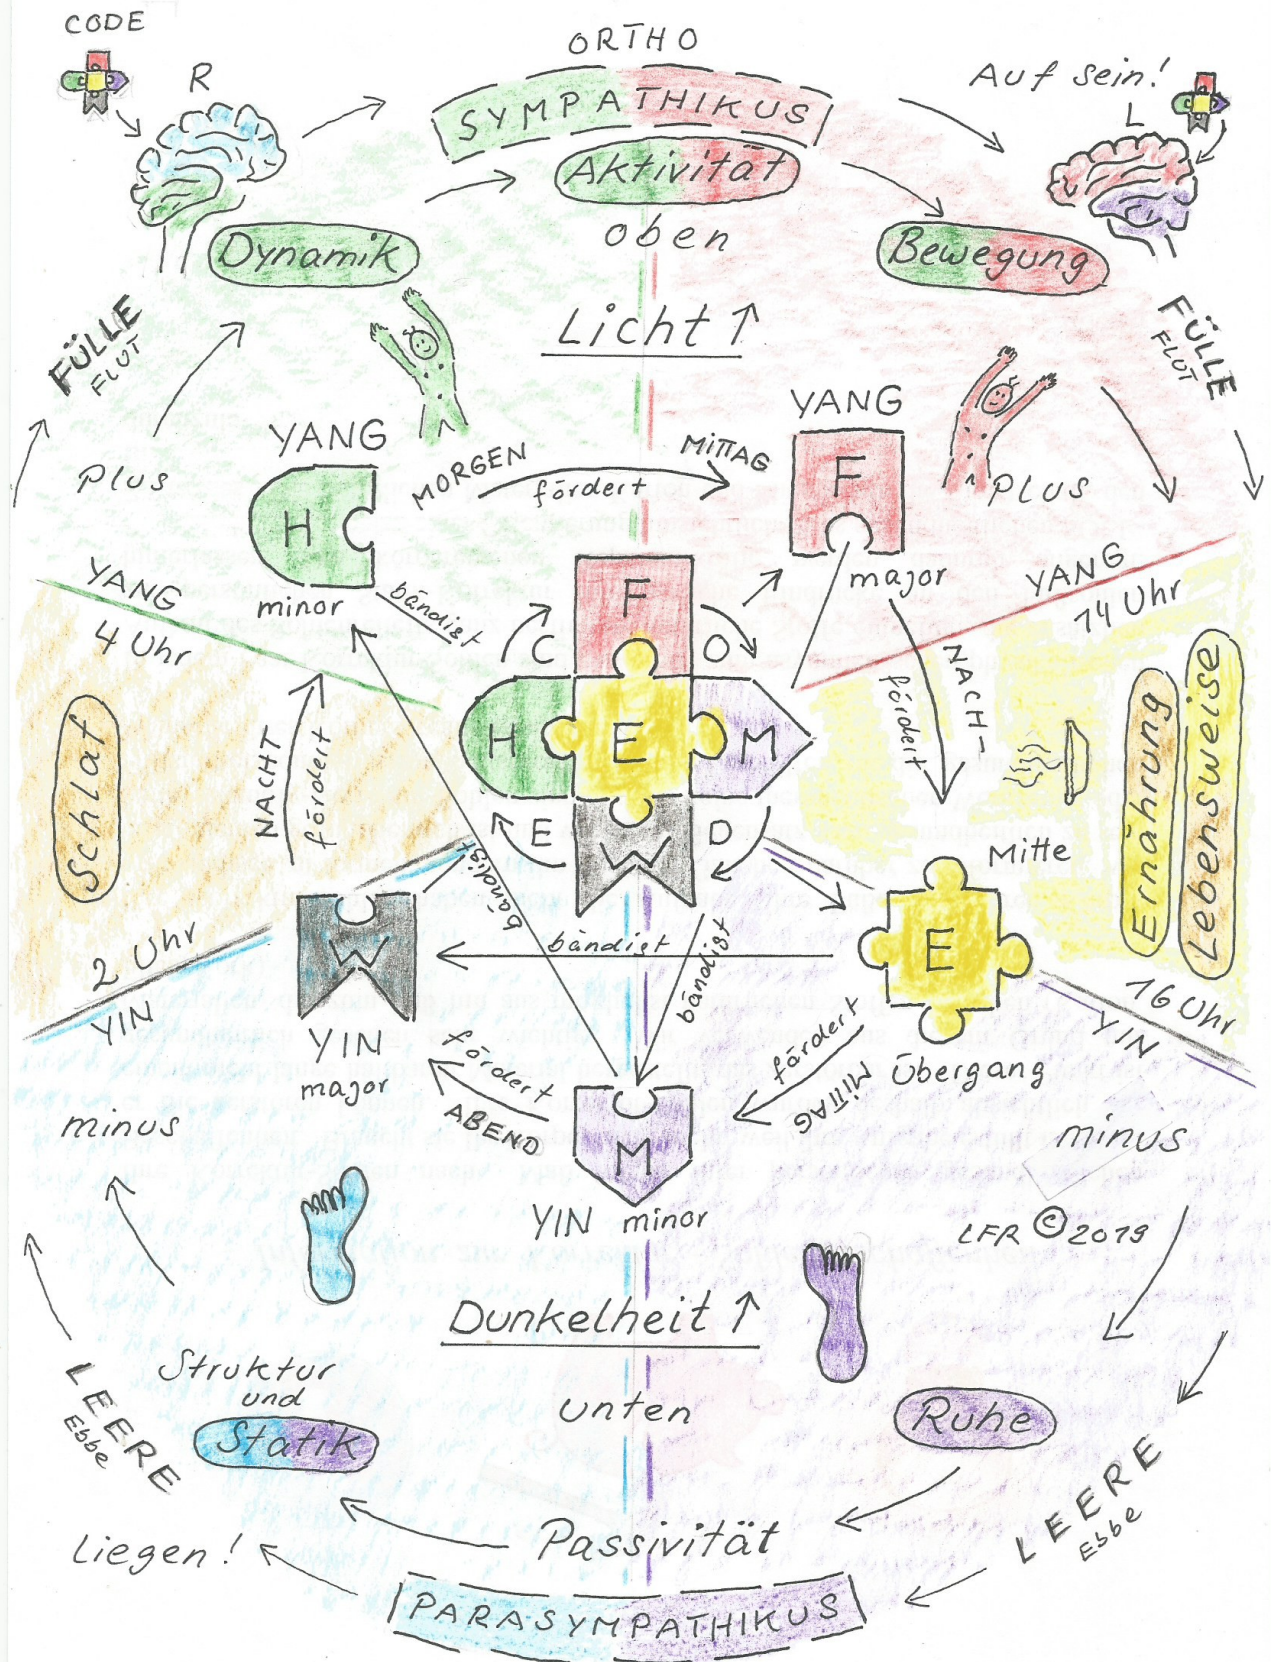 CODE
ORTHO
R
Auf sein!
L
SYMPATHIKUS
Aktivität
oben
Dynamik
Bewegung
FÜLLE
FLUT
Licht ↑
FÜLLE
FLUT
YANG
YANG
Plus
H
MORGEN
fördert
MITTAG
F
PLUS
minor
bändigt
major
YANG
4 Uhr
YANG
14 Uhr
F
C
O
H
E
M
E
W
D
NACH-
fördert
Schlaf
NACHT
fördert
Ernährung
Lebensweise
Mitte
bändigt
2 Uhr
YIN
W
bändigt
bändigt
E
16 Uhr
YIN
YIN
major
fördert
ABEND
fördert
MITTAG
Übergang
minus
M
minus
YIN minor
LFR © 2019
Dunkelheit ↑
Struktur
und
Statik
unten
Ruhe
LEERE
Ebbe
LEERE
Ebbe
Liegen!
Passivität
PARASYMPATHIKUS